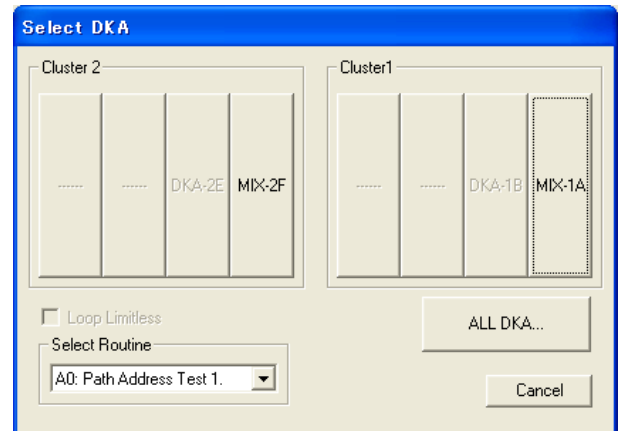 Select DKA
Cluster 2
Cluster1
------ ------ DKA-2E MIX-2F
------ ------ DKA-1B MIX-1A
Loop Limitless
ALL DKA...
Select Routine
A0: Path Address Test 1.
Cancel